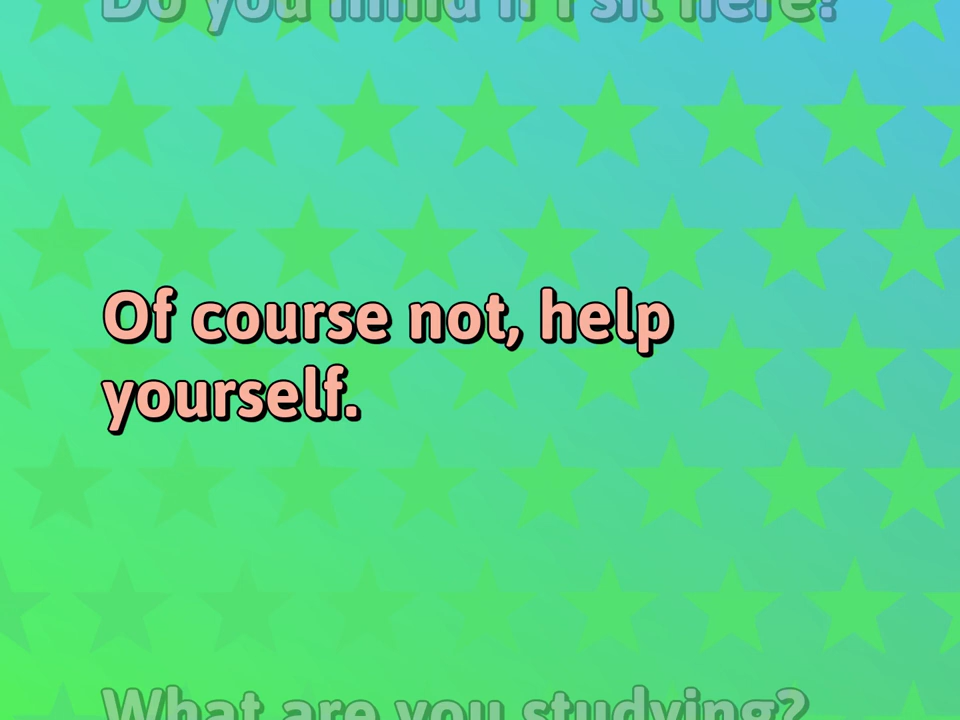 Do you mind if I sit here?
Of course not, help
yourself.
What are you studying?